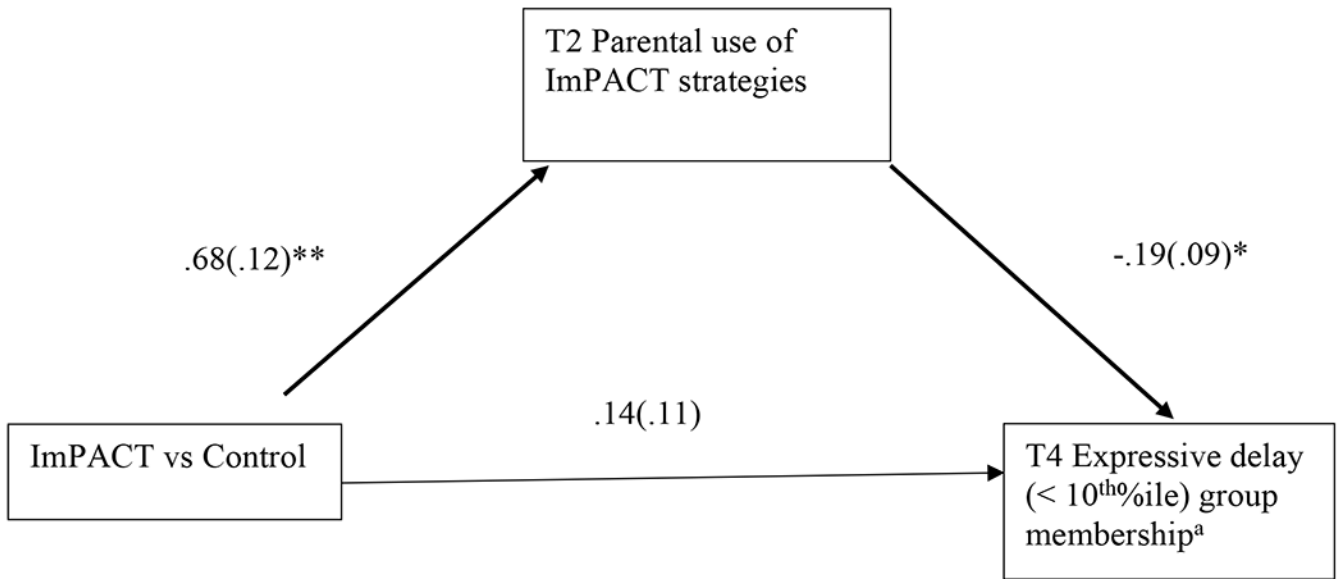 T2 Parental use of
ImPACT strategies
.68(.12)**
-.19(.09)*
.14(.11)
ImPACT vs Control
T4 Expressive delay
(< 10th%ile) group
membershipa